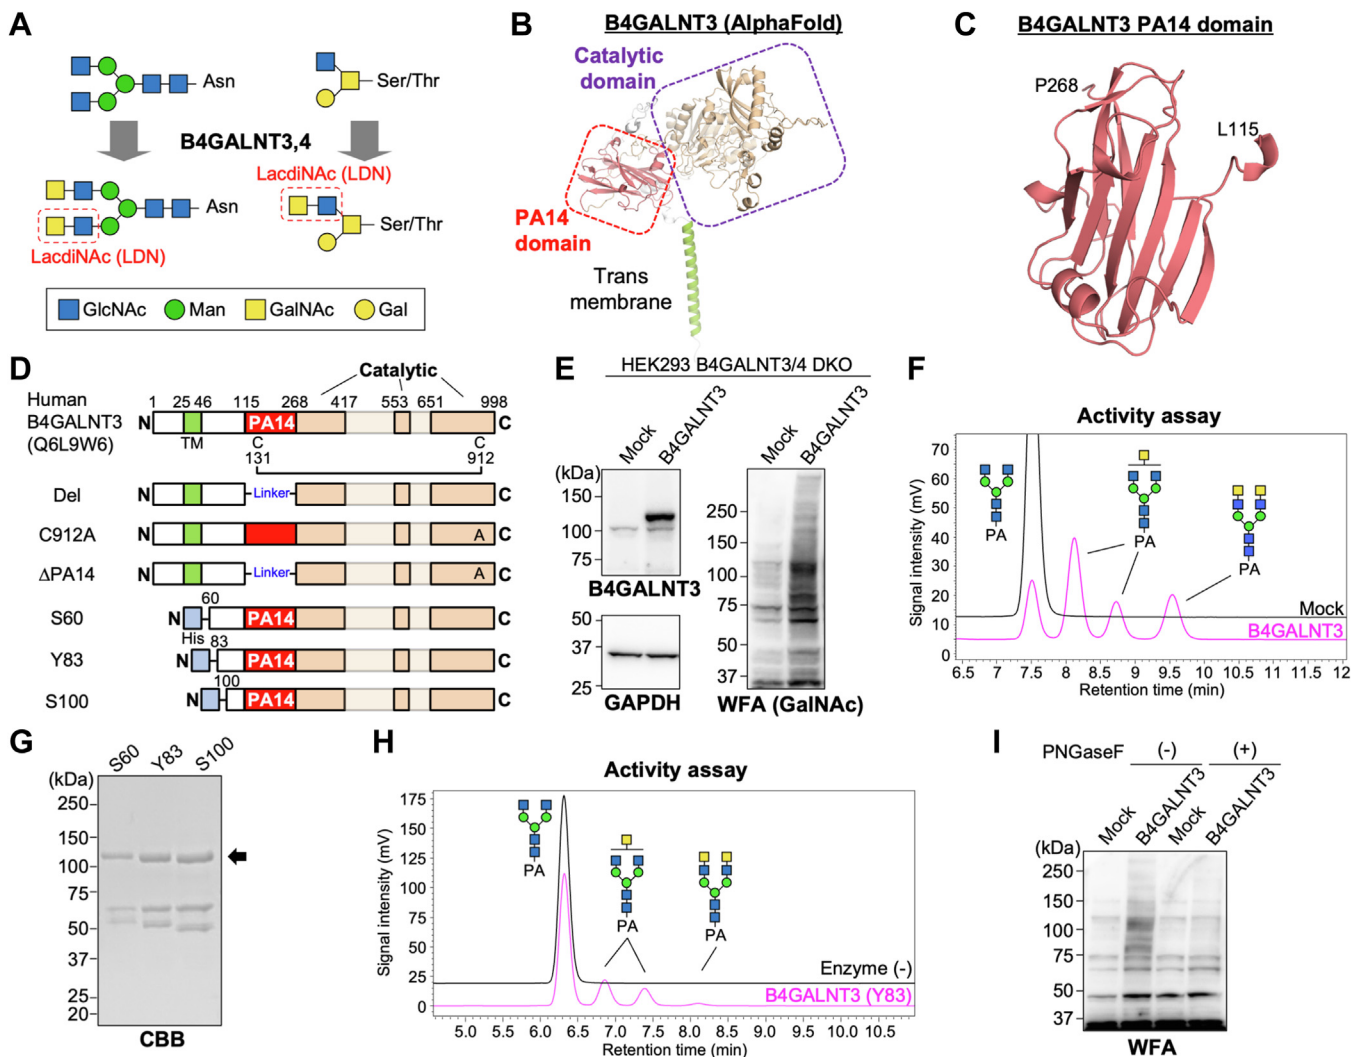 A
Asn
Ser/Thr
B4GALNT3,4
LacdiNAc (LDN)
Asn
Ser/Thr
LacdiNAc (LDN)
GlcNAc Man GalNAc Gal
B
B4GALNT3 (AlphaFold)
Catalytic
domain
PA14
domain
Trans
membrane
C
B4GALNT3 PA14 domain
P268
L115
D
Catalytic
Human
B4GALNT3
(Q6L9W6)
1 25 46 115 268 417 553 651 998
N PA14 C
TM C C
131 912
Del N Linker C
C912A N A C
ΔPA14 N Linker A C
60
S60 N PA14 C
His 83
Y83 N PA14 C
100
S100 N PA14 C
E
HEK293 B4GALNT3/4 DKO
Mock
B4GALNT3
Mock
B4GALNT3
(kDa)
150
100
75
B4GALNT3
50
37
25
GAPDH
250
150
100
75
50
37
WFA (GalNAc)
F
Activity assay
Signal intensity (mV)
70
60
50
40
30
20
10
0
PA
PA
PA
Mock
B4GALNT3
6.5 7 7.5 8 8.5 9 9.5 10 10.5 11 11.5 12
Retention time (min)
G
S60
Y83
S100
(kDa)
250
150
100
75
50
37
25
20
CBB
H
Activity assay
Signal intensity (mV)
175
150
125
100
75
50
25
0
PA
PA
PA
Enzyme (-)
B4GALNT3 (Y83)
5.0 5.5 6.0 6.5 7.0 7.5 8.0 8.5 9.0 9.5 10.0 10.5
Retention time (min)
I
PNGaseF (-) (+)
Mock
B4GALNT3
Mock
B4GALNT3
(kDa)
250
150
100
75
50
37
WFA